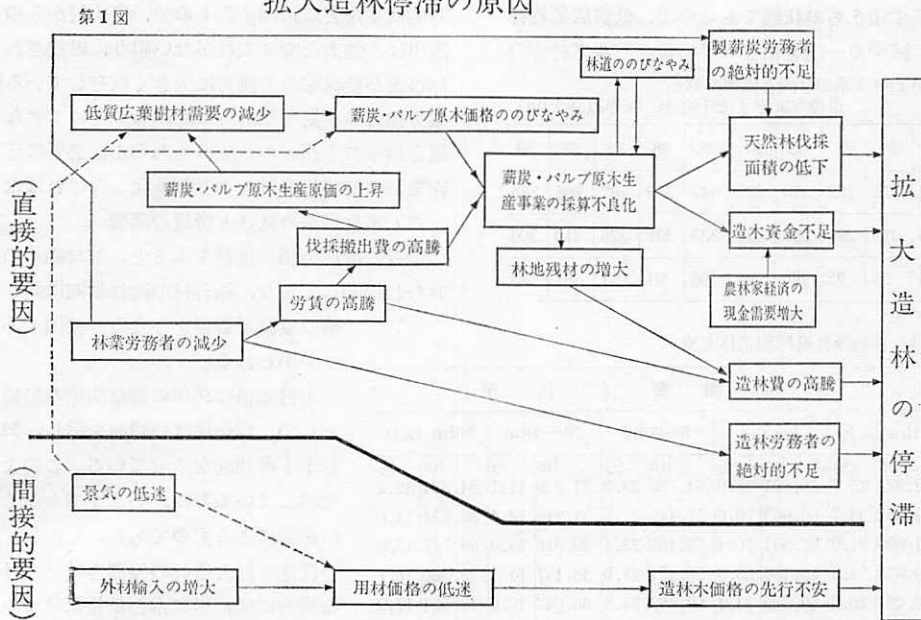 拡大造林停滞の原因
第1図
製薪炭労務者
の絶対的不足
林道ののびなやみ
低質広葉樹材需要の減少
薪炭・パルプ原木価格ののびなやみ
天然林伐採
面積の低下
薪炭・パルプ原木生産原価の上昇
薪炭・パルプ原木生
産事業の採算不良化
伐採搬出費の高騰
造木資金不足
林地残材の増大
労賃の高騰
農林家経済の
現金需要増大
林業労務者の減少
造林費の高騰
造林労務者の
絶対的不足
直接的要因
拡大造林の停滞
景気の低迷
間接的要因)
外材輸入の増大
用材価格の低迷
造林木価格の先行不安